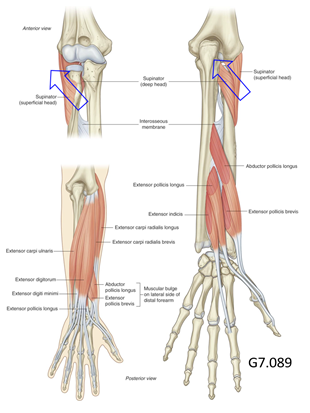 Anterior view
Supinator
(deep head)
Supinator
(superficial head)
Supinator
(superficial head)
Interosseous
membrane
Abductor pollicis longus
Extensor pollicis longus
Extensor indicis
Extensor pollicis brevis
Extensor carpi radialis longus
Extensor carpi radialis brevis
Extensor carpi ulnaris
Extensor digitorum
Extensor digiti minimi
Extensor pollicis longus
Abductor
pollicis longus
Extensor
pollicis brevis
Muscular bulge
on lateral side of
distal forearm
Posterior view
G7.089